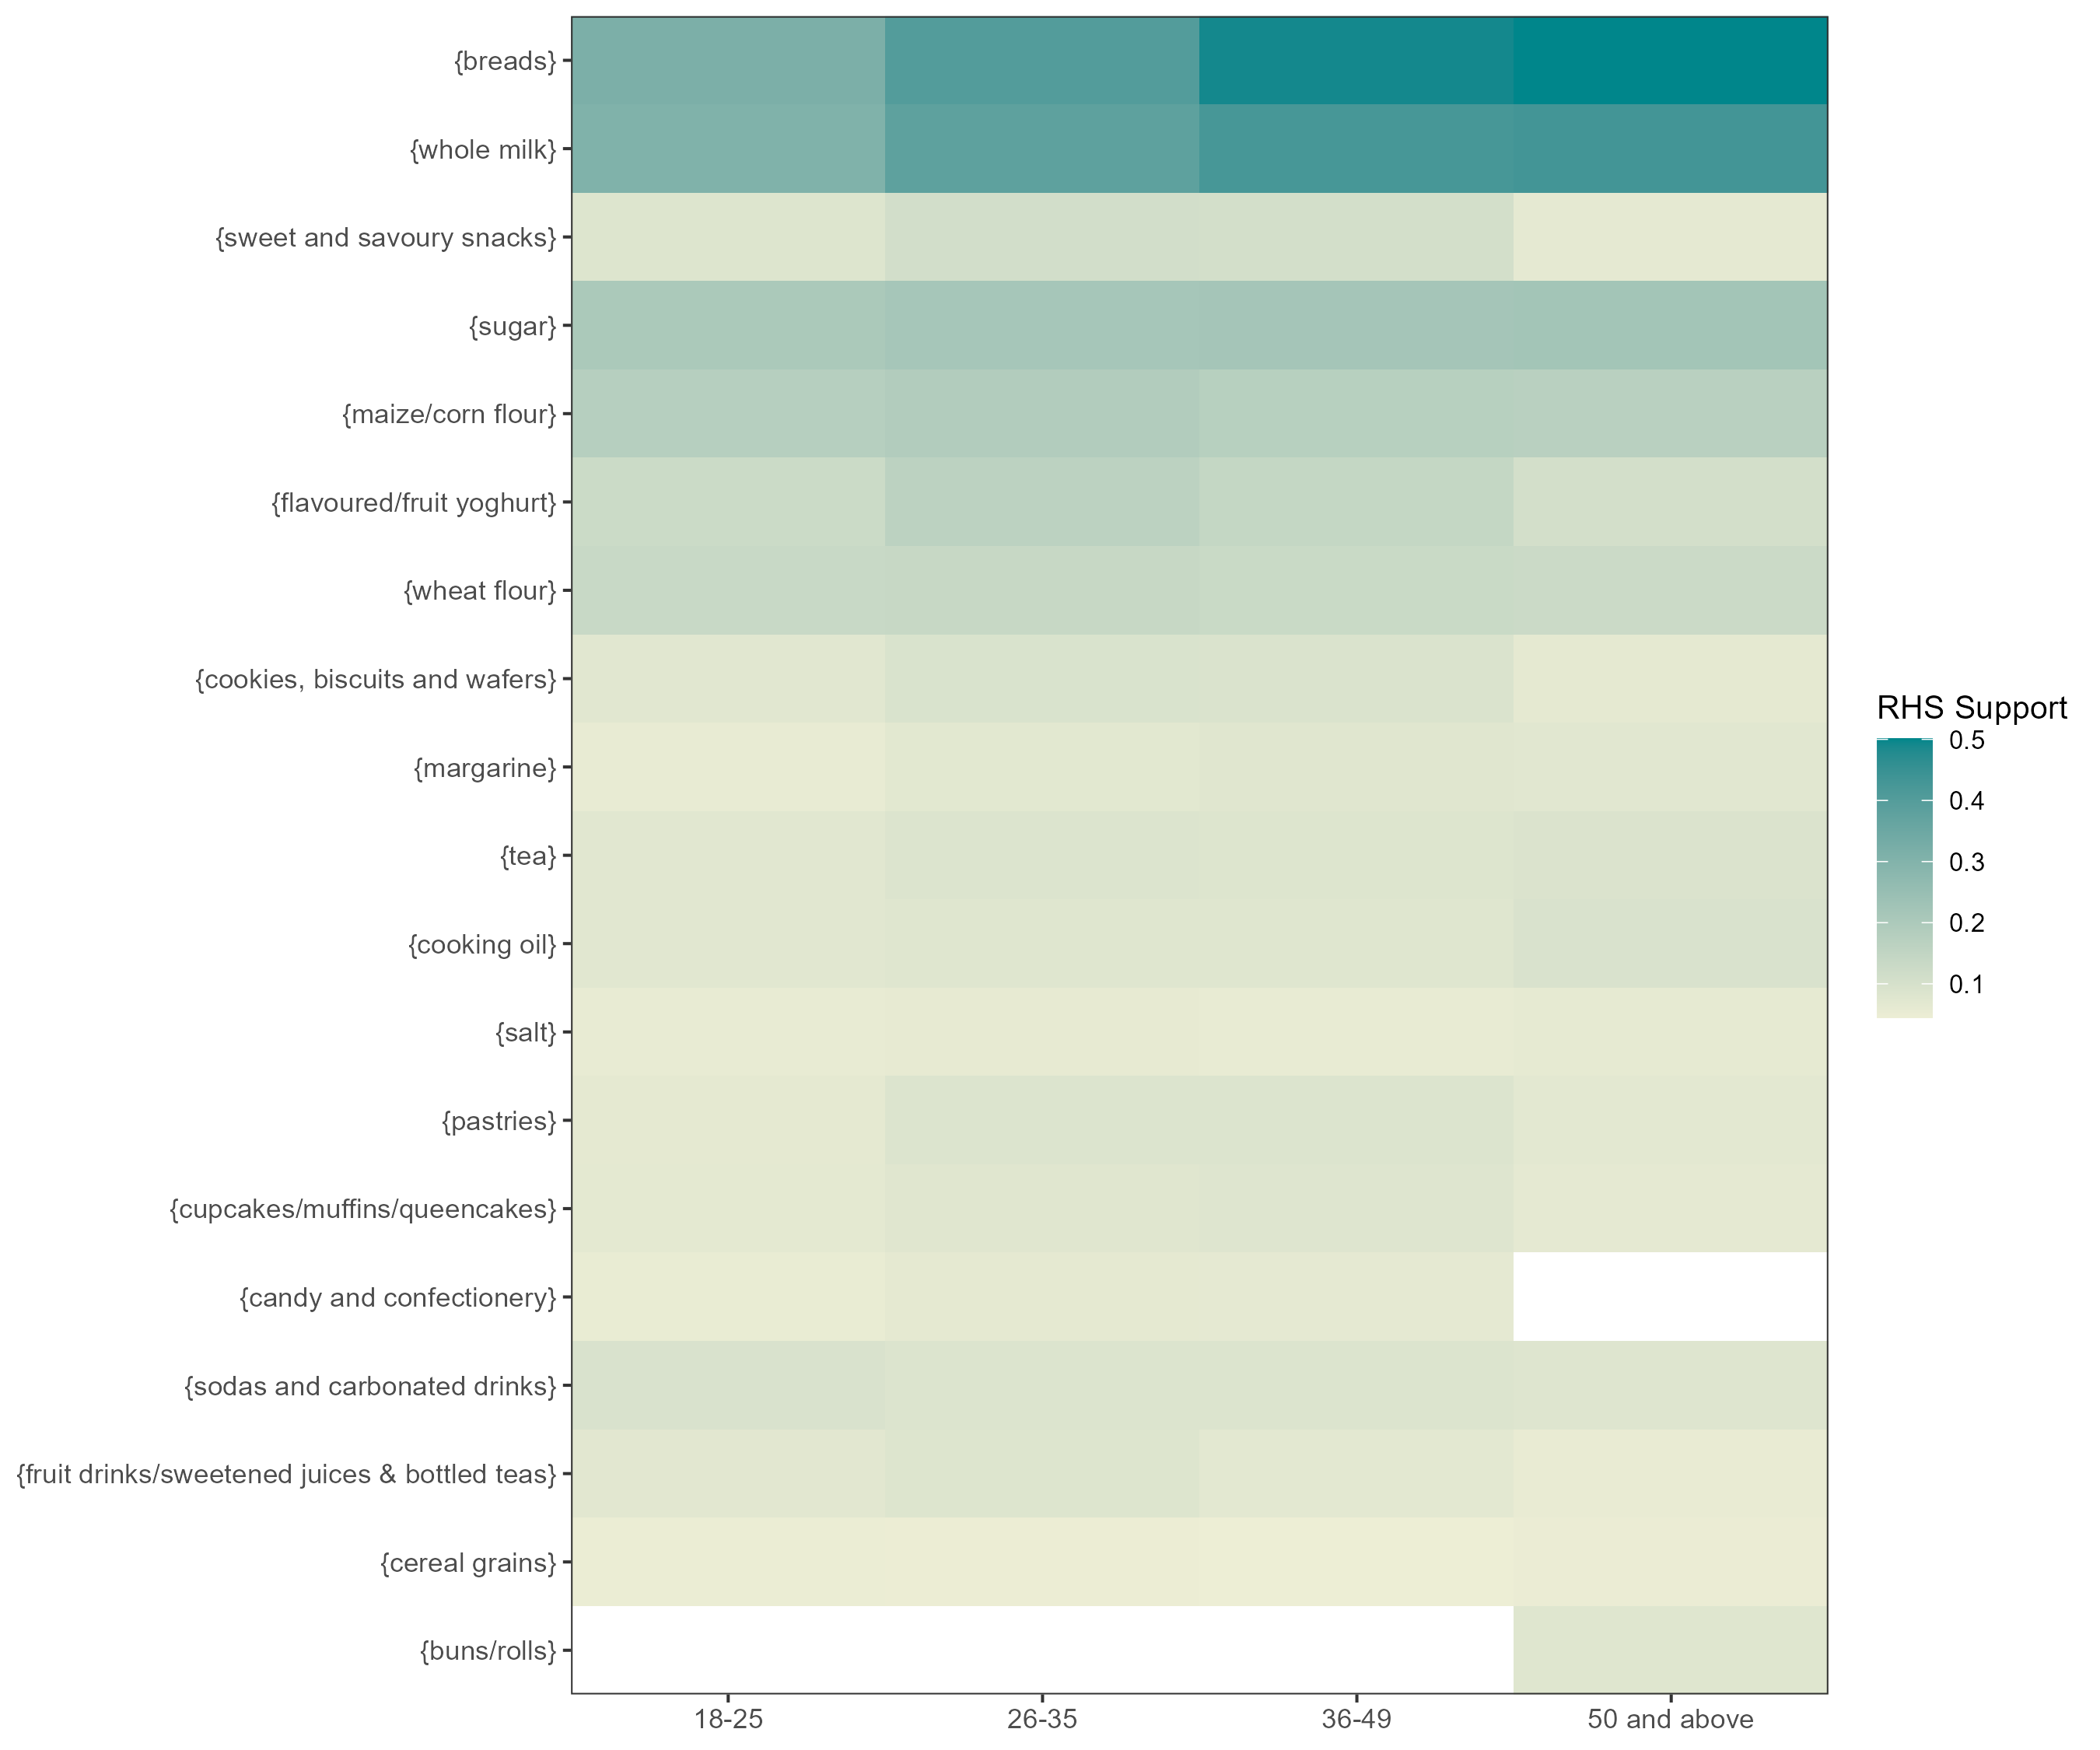 {breads}
{whole milk}
{sweet and savoury snacks}
{sugar}
{maize/corn flour}
{flavoured/fruit yoghurt}
{wheat flour}
{cookies, biscuits and wafers}
{margarine}
{tea}
{cooking oil}
{salt}
{pastries}
{cupcakes/muffins/queencakes}
{candy and confectionery}
{sodas and carbonated drinks}
{fruit drinks/sweetened juices & bottled teas}
{cereal grains}
{buns/rolls}
18-25
26-35
36-49
50 and above
RHS Support
0.5
0.4
0.3
0.2
0.1